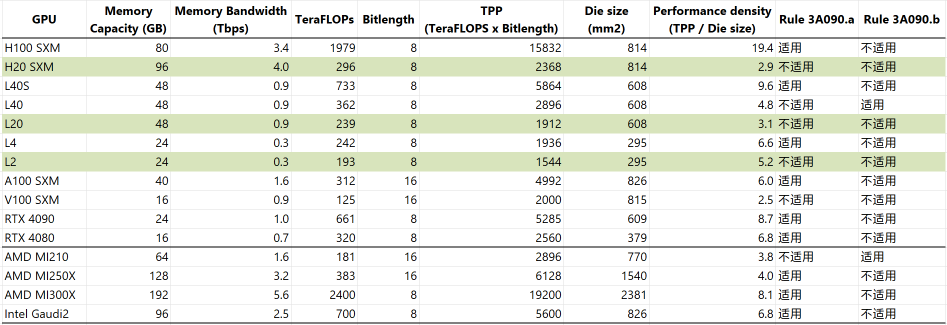 GPU Memory Capacity (GB) Memory Bandwidth (Tbps) TeraFLOPs Bitlength TPP (TeraFLOPS x Bitlength) Die size (mm2) Performance density (TPP / Die size) Rule 3A090.a Rule 3A090.b
H100 SXM 80 3.4 1979 8 15832 814 19.4 适用 不适用
H20 SXM 96 4.0 296 8 2368 814 2.9 不适用 不适用
L40S 48 0.9 733 8 5864 608 9.6 适用 不适用
L40 48 0.9 362 8 2896 608 4.8 不适用 适用
L20 48 0.9 239 8 1912 608 3.1 不适用 不适用
L4 24 0.3 242 8 1936 295 6.6 适用 不适用
L2 24 0.3 193 8 1544 295 5.2 不适用 不适用
A100 SXM 40 1.6 312 16 4992 826 6.0 适用 不适用
V100 SXM 16 0.9 125 16 2000 815 2.5 不适用 不适用
RTX 4090 24 1.0 661 8 5285 609 8.7 适用 不适用
RTX 4080 16 0.7 320 8 2560 379 6.8 适用 不适用
AMD MI210 64 1.6 181 16 2896 770 3.8 不适用 适用
AMD MI250X 128 3.2 383 16 6128 1540 4.0 适用 不适用
AMD MI300X 192 5.6 2400 8 19200 2381 8.1 适用 不适用
Intel Gaudi2 96 2.5 700 8 5600 826 6.8 适用 不适用